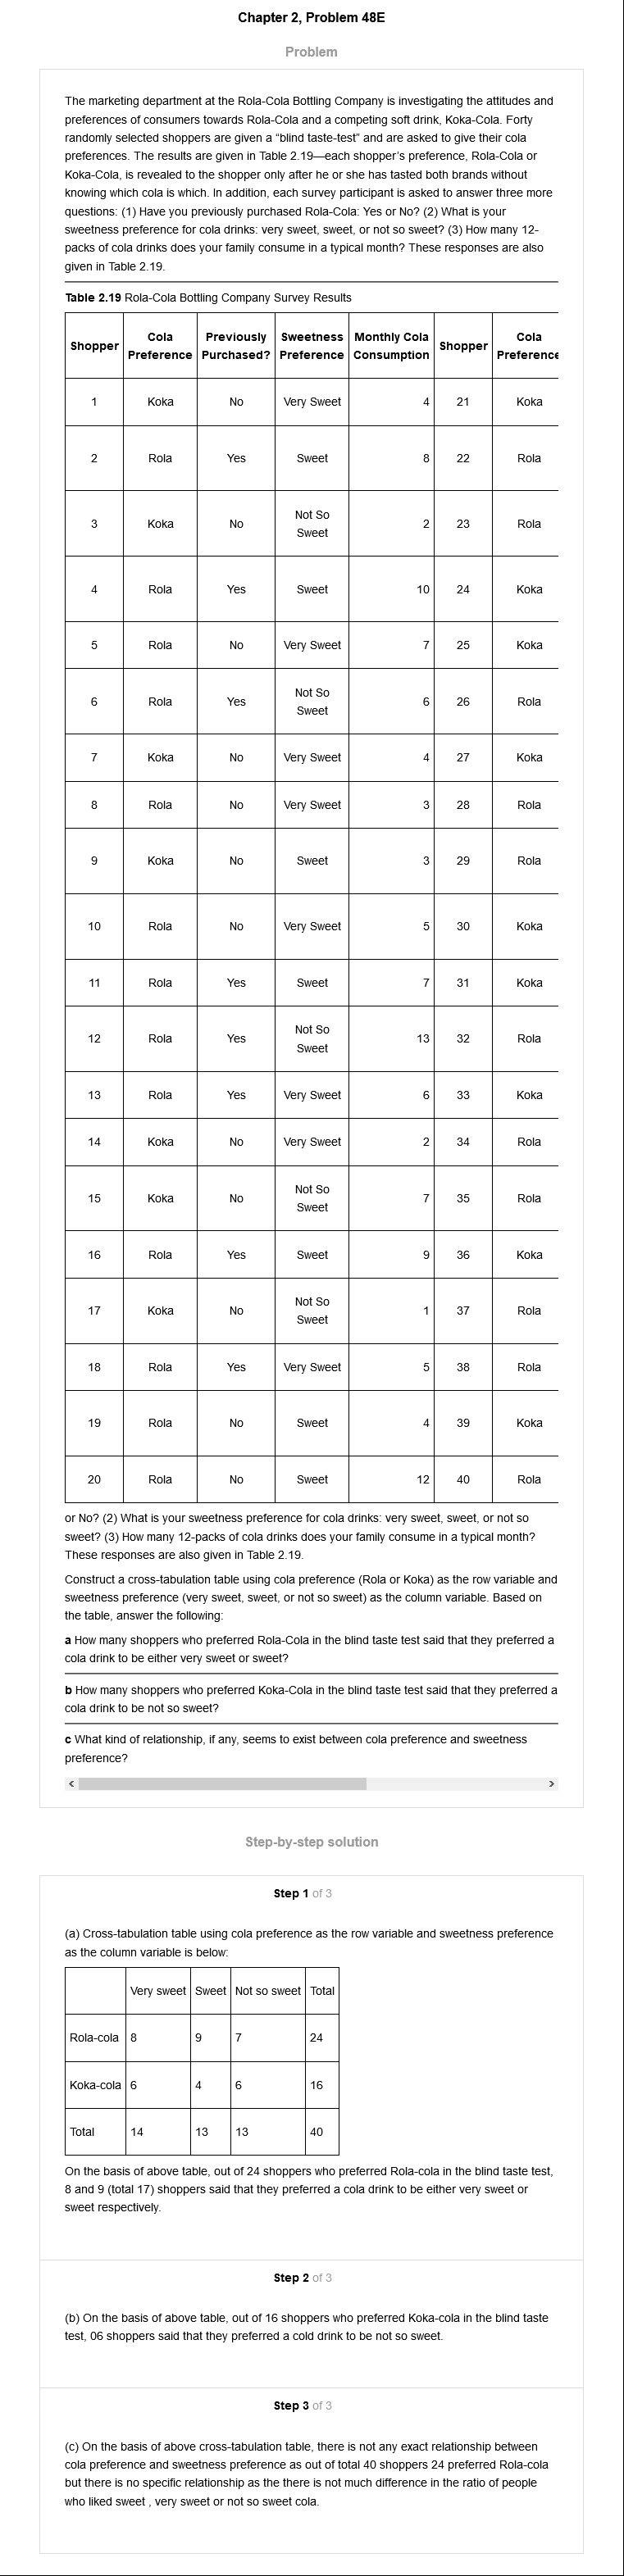 Chapter 2, Problem 48E
Problem
The marketing department at the Rola-Cola Bottling Company is investigating the attitudes and
preferences of consumers towards Rola-Cola and a competing soft drink, Koka-Cola. Forty
randomly selected shoppers are given a “blind taste-test” and are asked to give their cola
preferences. The results are given in Table 2.19—each shopper’s preference, Rola-Cola or
Koka-Cola, is revealed to the shopper only after he or she has tasted both brands without
knowing which cola is which. In addition, each survey participant is asked to answer three more
questions: (1) Have you previously purchased Rola-Cola: Yes or No? (2) What is your
sweetness preference for cola drinks: very sweet, sweet, or not so sweet? (3) How many 12-
packs of cola drinks does your family consume in a typical month? These responses are also
given in Table 2.19.
Table 2.19 Rola-Cola Bottling Company Survey Results
Shopper Cola Preference Previously Purchased? Sweetness Preference Monthly Cola Consumption Shopper Cola Preference
1 Koka No Very Sweet 4 21 Koka
2 Rola Yes Sweet 8 22 Rola
3 Koka No Not So Sweet 2 23 Rola
4 Rola Yes Sweet 10 24 Koka
5 Rola No Very Sweet 7 25 Koka
6 Rola Yes Not So Sweet 6 26 Rola
7 Koka No Very Sweet 4 27 Koka
8 Rola No Very Sweet 3 28 Rola
9 Koka No Sweet 3 29 Rola
10 Rola No Very Sweet 5 30 Koka
11 Rola Yes Sweet 7 31 Koka
12 Rola Yes Not So Sweet 13 32 Rola
13 Rola Yes Very Sweet 6 33 Koka
14 Koka No Very Sweet 2 34 Rola
15 Koka No Not So Sweet 7 35 Rola
16 Rola Yes Sweet 9 36 Koka
17 Koka No Not So Sweet 1 37 Rola
18 Rola Yes Very Sweet 5 38 Rola
19 Rola No Sweet 4 39 Koka
20 Rola No Sweet 12 40 Rola
or No? (2) What is your sweetness preference for cola drinks: very sweet, sweet, or not so
sweet? (3) How many 12-packs of cola drinks does your family consume in a typical month?
These responses are also given in Table 2.19.
Construct a cross-tabulation table using cola preference (Rola or Koka) as the row variable and
sweetness preference (very sweet, sweet, or not so sweet) as the column variable. Based on
the table, answer the following:
a How many shoppers who preferred Rola-Cola in the blind taste test said that they preferred a
cola drink to be either very sweet or sweet?
b How many shoppers who preferred Koka-Cola in the blind taste test said that they preferred a
cola drink to be not so sweet?
c What kind of relationship, if any, seems to exist between cola preference and sweetness
preference?
Step-by-step solution
Step 1 of 3
(a) Cross-tabulation table using cola preference as the row variable and sweetness preference
as the column variable is below:
Very sweet Sweet Not so sweet Total
Rola-cola 8 9 7 24
Koka-cola 6 4 6 16
Total 14 13 13 40
On the basis of above table, out of 24 shoppers who preferred Rola-cola in the blind taste test,
8 and 9 (total 17) shoppers said that they preferred a cola drink to be either very sweet or
sweet respectively.
Step 2 of 3
(b) On the basis of above table, out of 16 shoppers who preferred Koka-cola in the blind taste
test, 06 shoppers said that they preferred a cold drink to be not so sweet.
Step 3 of 3
(c) On the basis of above cross-tabulation table, there is not any exact relationship between
cola preference and sweetness preference as out of total 40 shoppers 24 preferred Rola-cola
but there is no specific relationship as the there is not much difference in the ratio of people
who liked sweet , very sweet or not so sweet cola.